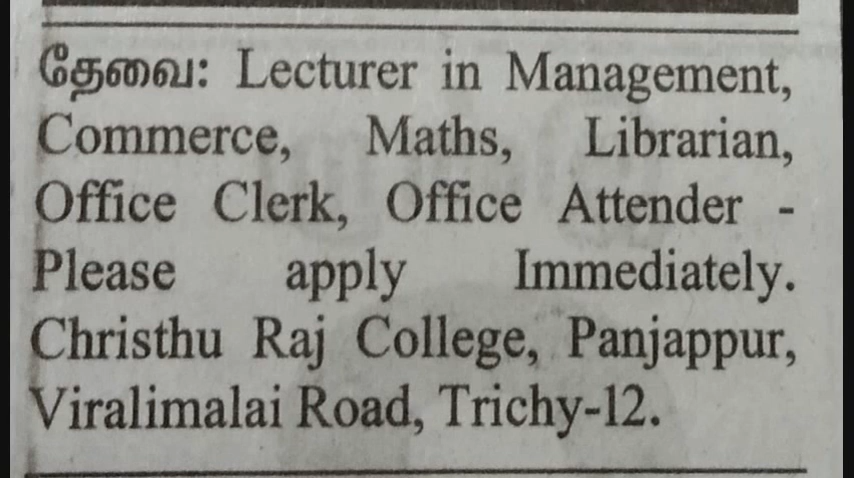 தேவை: Lecturer in Management,
Commerce, Maths, Librarian,
Office Clerk, Office Attender -
Please apply Immediately.
Christhu Raj College, Panjappur,
Viralimalai Road, Trichy-12.